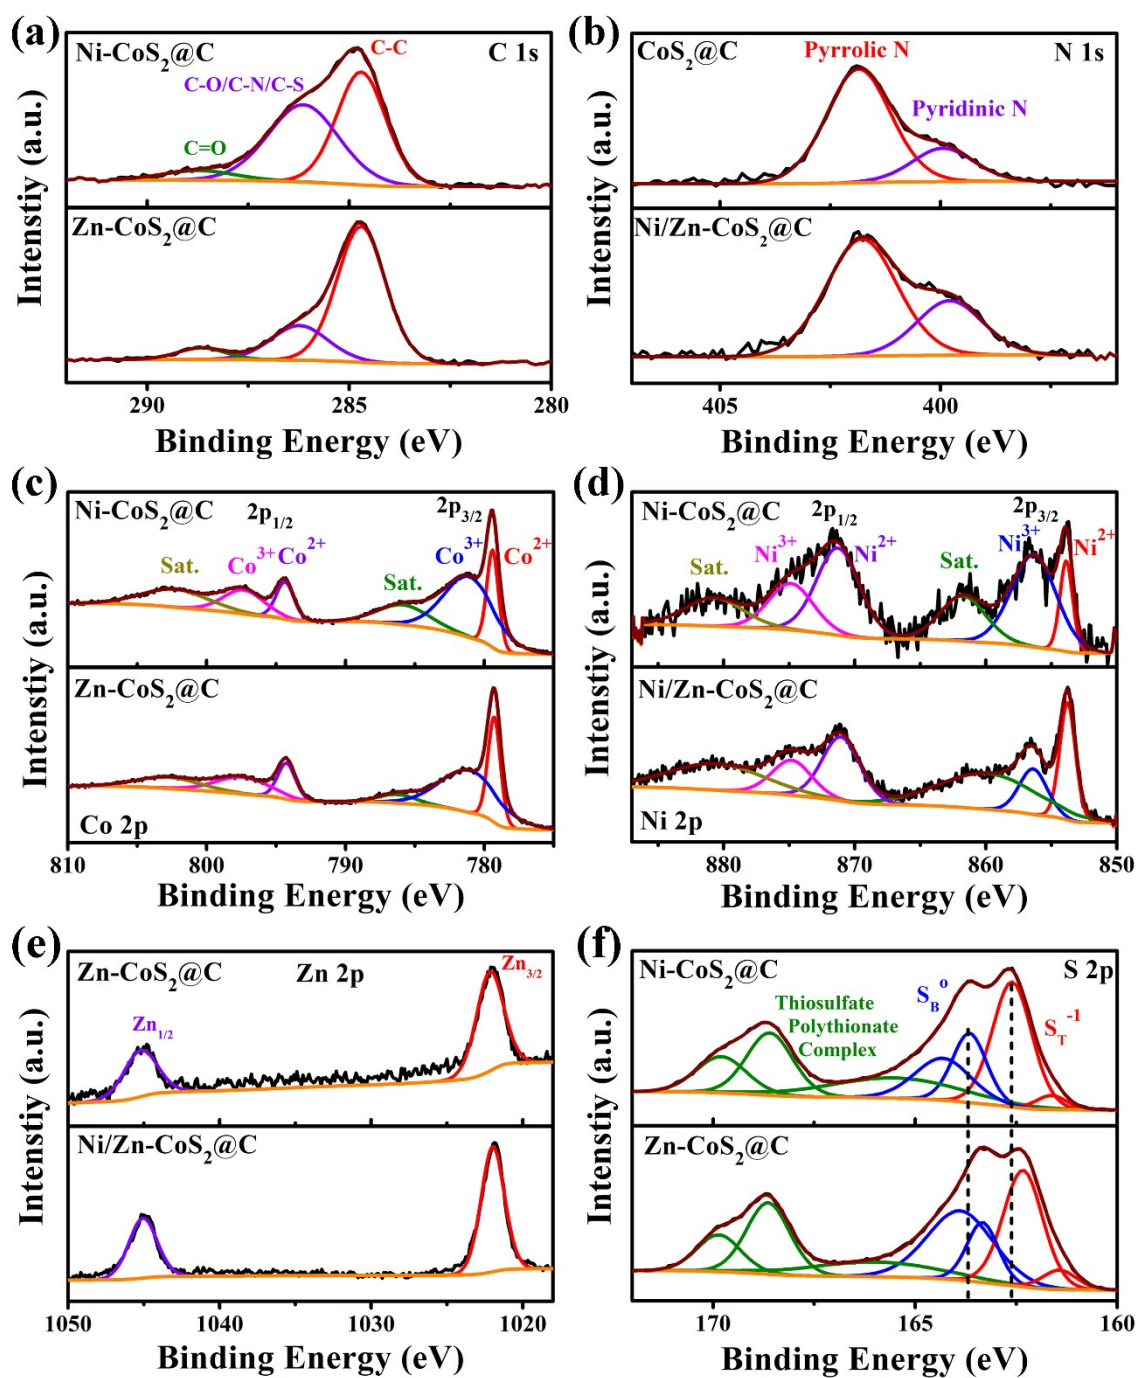 (a)
Ni-CoS2@C
C-C
C 1s
C-O/C-N/C-S
C=O
Zn-CoS2@C
Intenstiy (a.u.)
290 285 280
Binding Energy (eV)
(b)
CoS2@C
Pyrrolic N
N 1s
Pyridinic N
Ni/Zn-CoS2@C
Intenstiy (a.u.)
405 400
Binding Energy (eV)
(c)
Ni-CoS2@C
2p1/2
2p3/2
Sat.
Co3+
Co2+
Sat.
Co3+
Co2+
Zn-CoS2@C
Co 2p
Intenstiy (a.u.)
810 800 790 780
Binding Energy (eV)
(d)
Ni-CoS2@C
2p1/2
2p3/2
Sat.
Ni3+
Ni2+
Sat.
Ni3+
Ni2+
Ni/Zn-CoS2@C
Ni 2p
Intenstiy (a.u.)
880 870 860 850
Binding Energy (eV)
(e)
Zn-CoS2@C
Zn 2p
Zn3/2
Zn1/2
Ni/Zn-CoS2@C
Intenstiy (a.u.)
1050 1040 1030 1020
Binding Energy (eV)
(f)
Ni-CoS2@C
S 2p
Thiosulfate
Polythionate
Complex
SBo
ST-1
Zn-CoS2@C
Intenstiy (a.u.)
170 165 160
Binding Energy (eV)